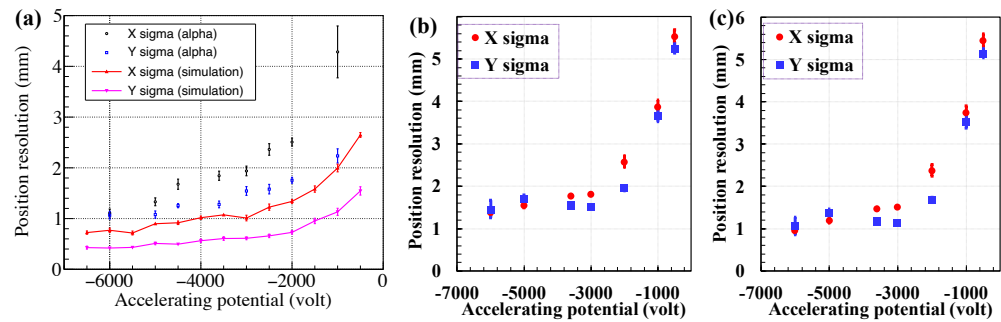 (a)
X sigma (alpha)
Y sigma (alpha)
X sigma (simulation)
Y sigma (simulation)
Position resolution (mm)
5
4
3
2
1
0
−6000
−4000
−2000
0
Accelerating potential (volt)
(b)
X sigma
Y sigma
Position resolution (mm)
6
5
4
3
2
1
0
-7000
-5000
-3000
-1000
Accelerating potential (volt)
(c)
X sigma
Y sigma
Position resolution (mm)
6
5
4
3
2
1
0
-7000
-5000
-3000
-1000
Accelerating potential (volt)